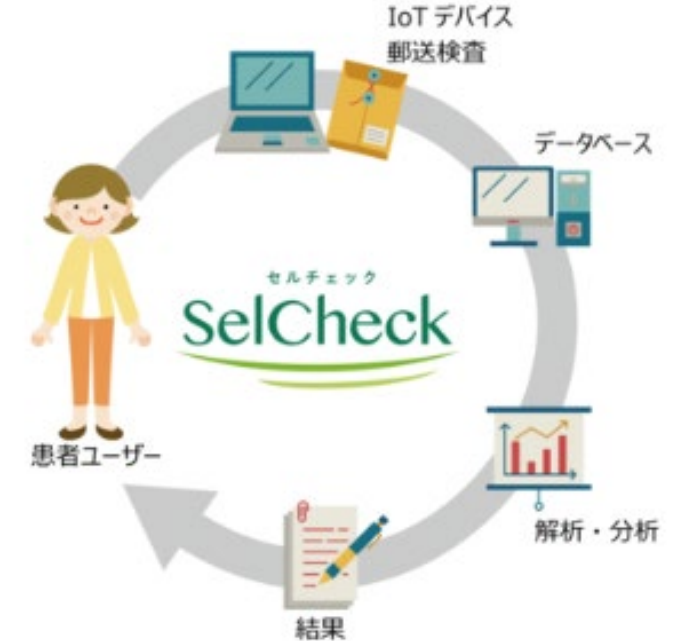 IoT デバイス
郵送検査
データベース
セルチェック
SelCheck
患者ユーザー
解析・分析
結果